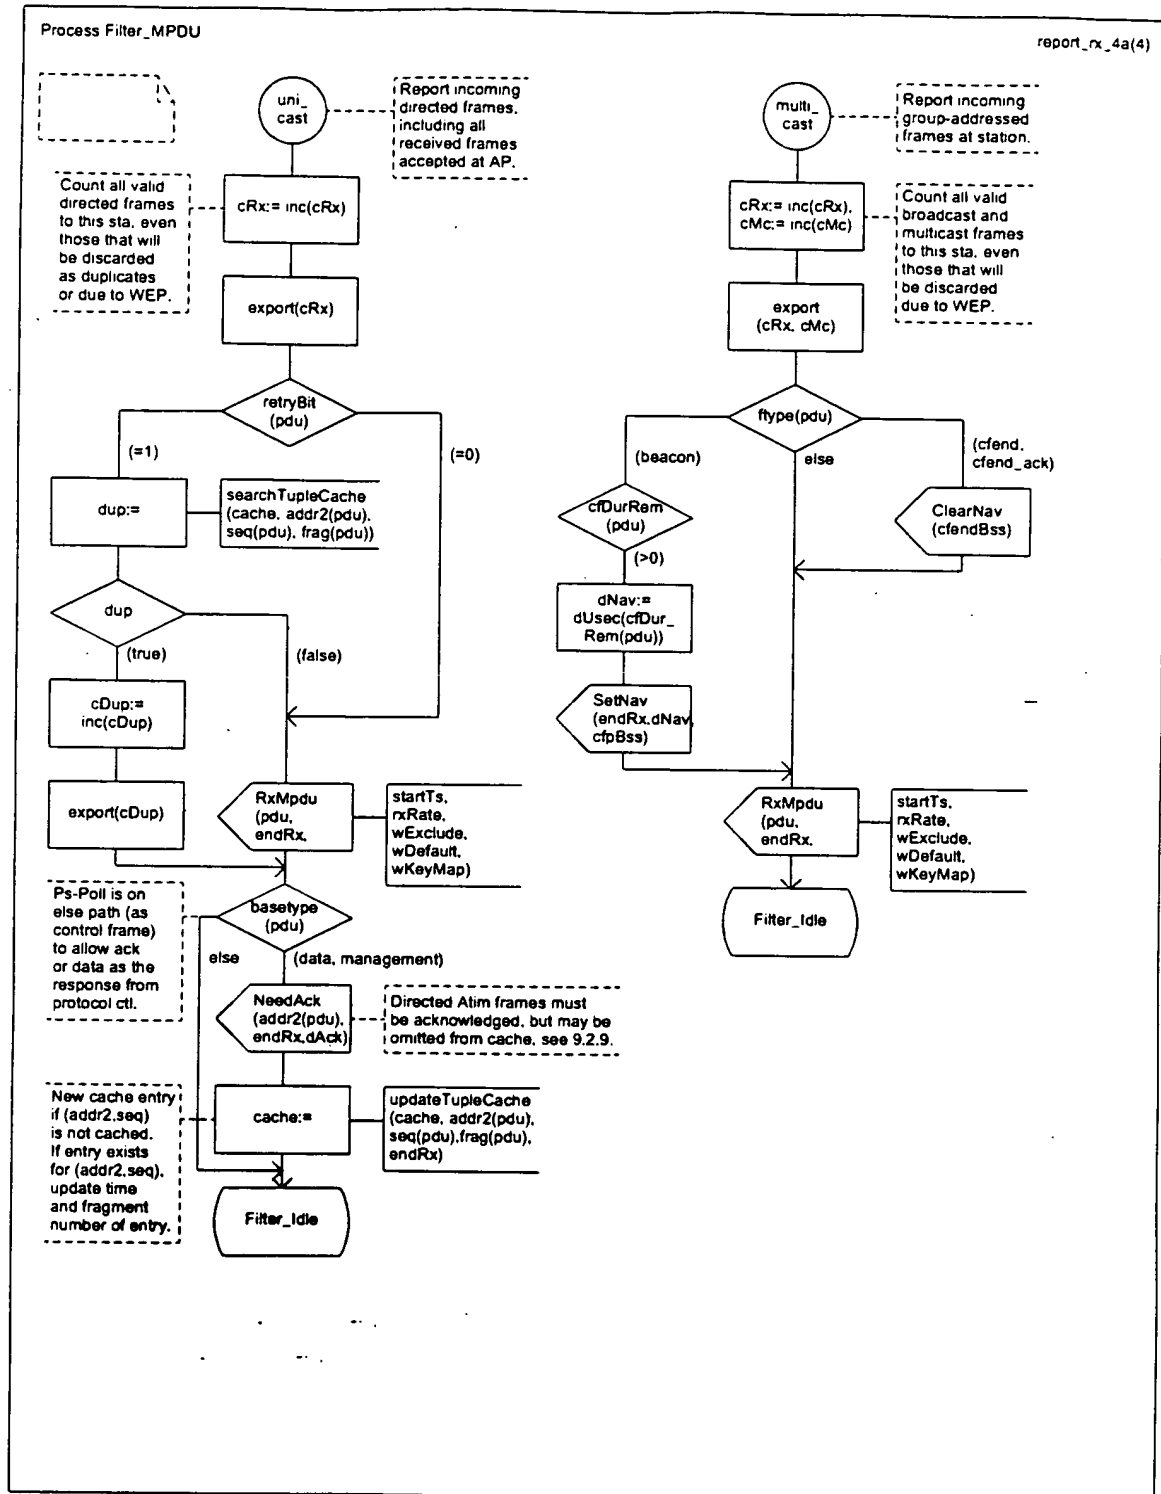 Process Filter_MPDU
report_rx_4a(4)
uni_
cast
Report incoming
directed frames,
including all
received frames
accepted at AP.
Count all valid
directed frames
to this sta, even
those that will
be discarded
as duplicates
or due to WEP.
cRx:= inc(cRx)
export(cRx)
retryBit
(pdu)
(=1)
(=0)
dup:=
searchTupleCache
(cache, addr2(pdu),
seq(pdu), frag(pdu))
dup
(true)
(false)
cDup:=
inc(cDup)
export(cDup)
RxMpdu
(pdu,
endRx,
startTs,
rxRate,
wExclude,
wDefault,
wKeyMap)
Ps-Poll is on
else path (as
control frame)
to allow ack
or data as the
response from
protocol ctl.
basetype
(pdu)
else
(data, management)
NeedAck
(addr2(pdu),
endRx,dAck)
Directed Atim frames must
be acknowledged, but may be
omitted from cache, see 9.2.9.
New cache entry
if (addr2,seq)
is not cached.
If entry exists
for (addr2,seq),
update time
and fragment
number of entry.
cache:=
updateTupleCache
(cache, addr2(pdu),
seq(pdu),frag(pdu),
endRx)
Filter_Idle
multi_
cast
Report incoming
group-addressed
frames at station.
cRx:= inc(cRx),
cMc:= inc(cMc)
Count all valid
broadcast and
multicast frames
to this sta, even
those that will
be discarded
due to WEP.
export
(cRx, cMc)
ftype(pdu)
(beacon)
else
(cfend,
cfend_ack)
cfDurRem
(pdu)
(>0)
ClearNav
(cfendBss)
dNav:=
dUsec(cfDur_
Rem(pdu))
SetNav
(endRx,dNav,
cfpBss)
RxMpdu
(pdu,
endRx,
startTs,
rxRate,
wExclude,
wDefault,
wKeyMap)
Filter_Idle